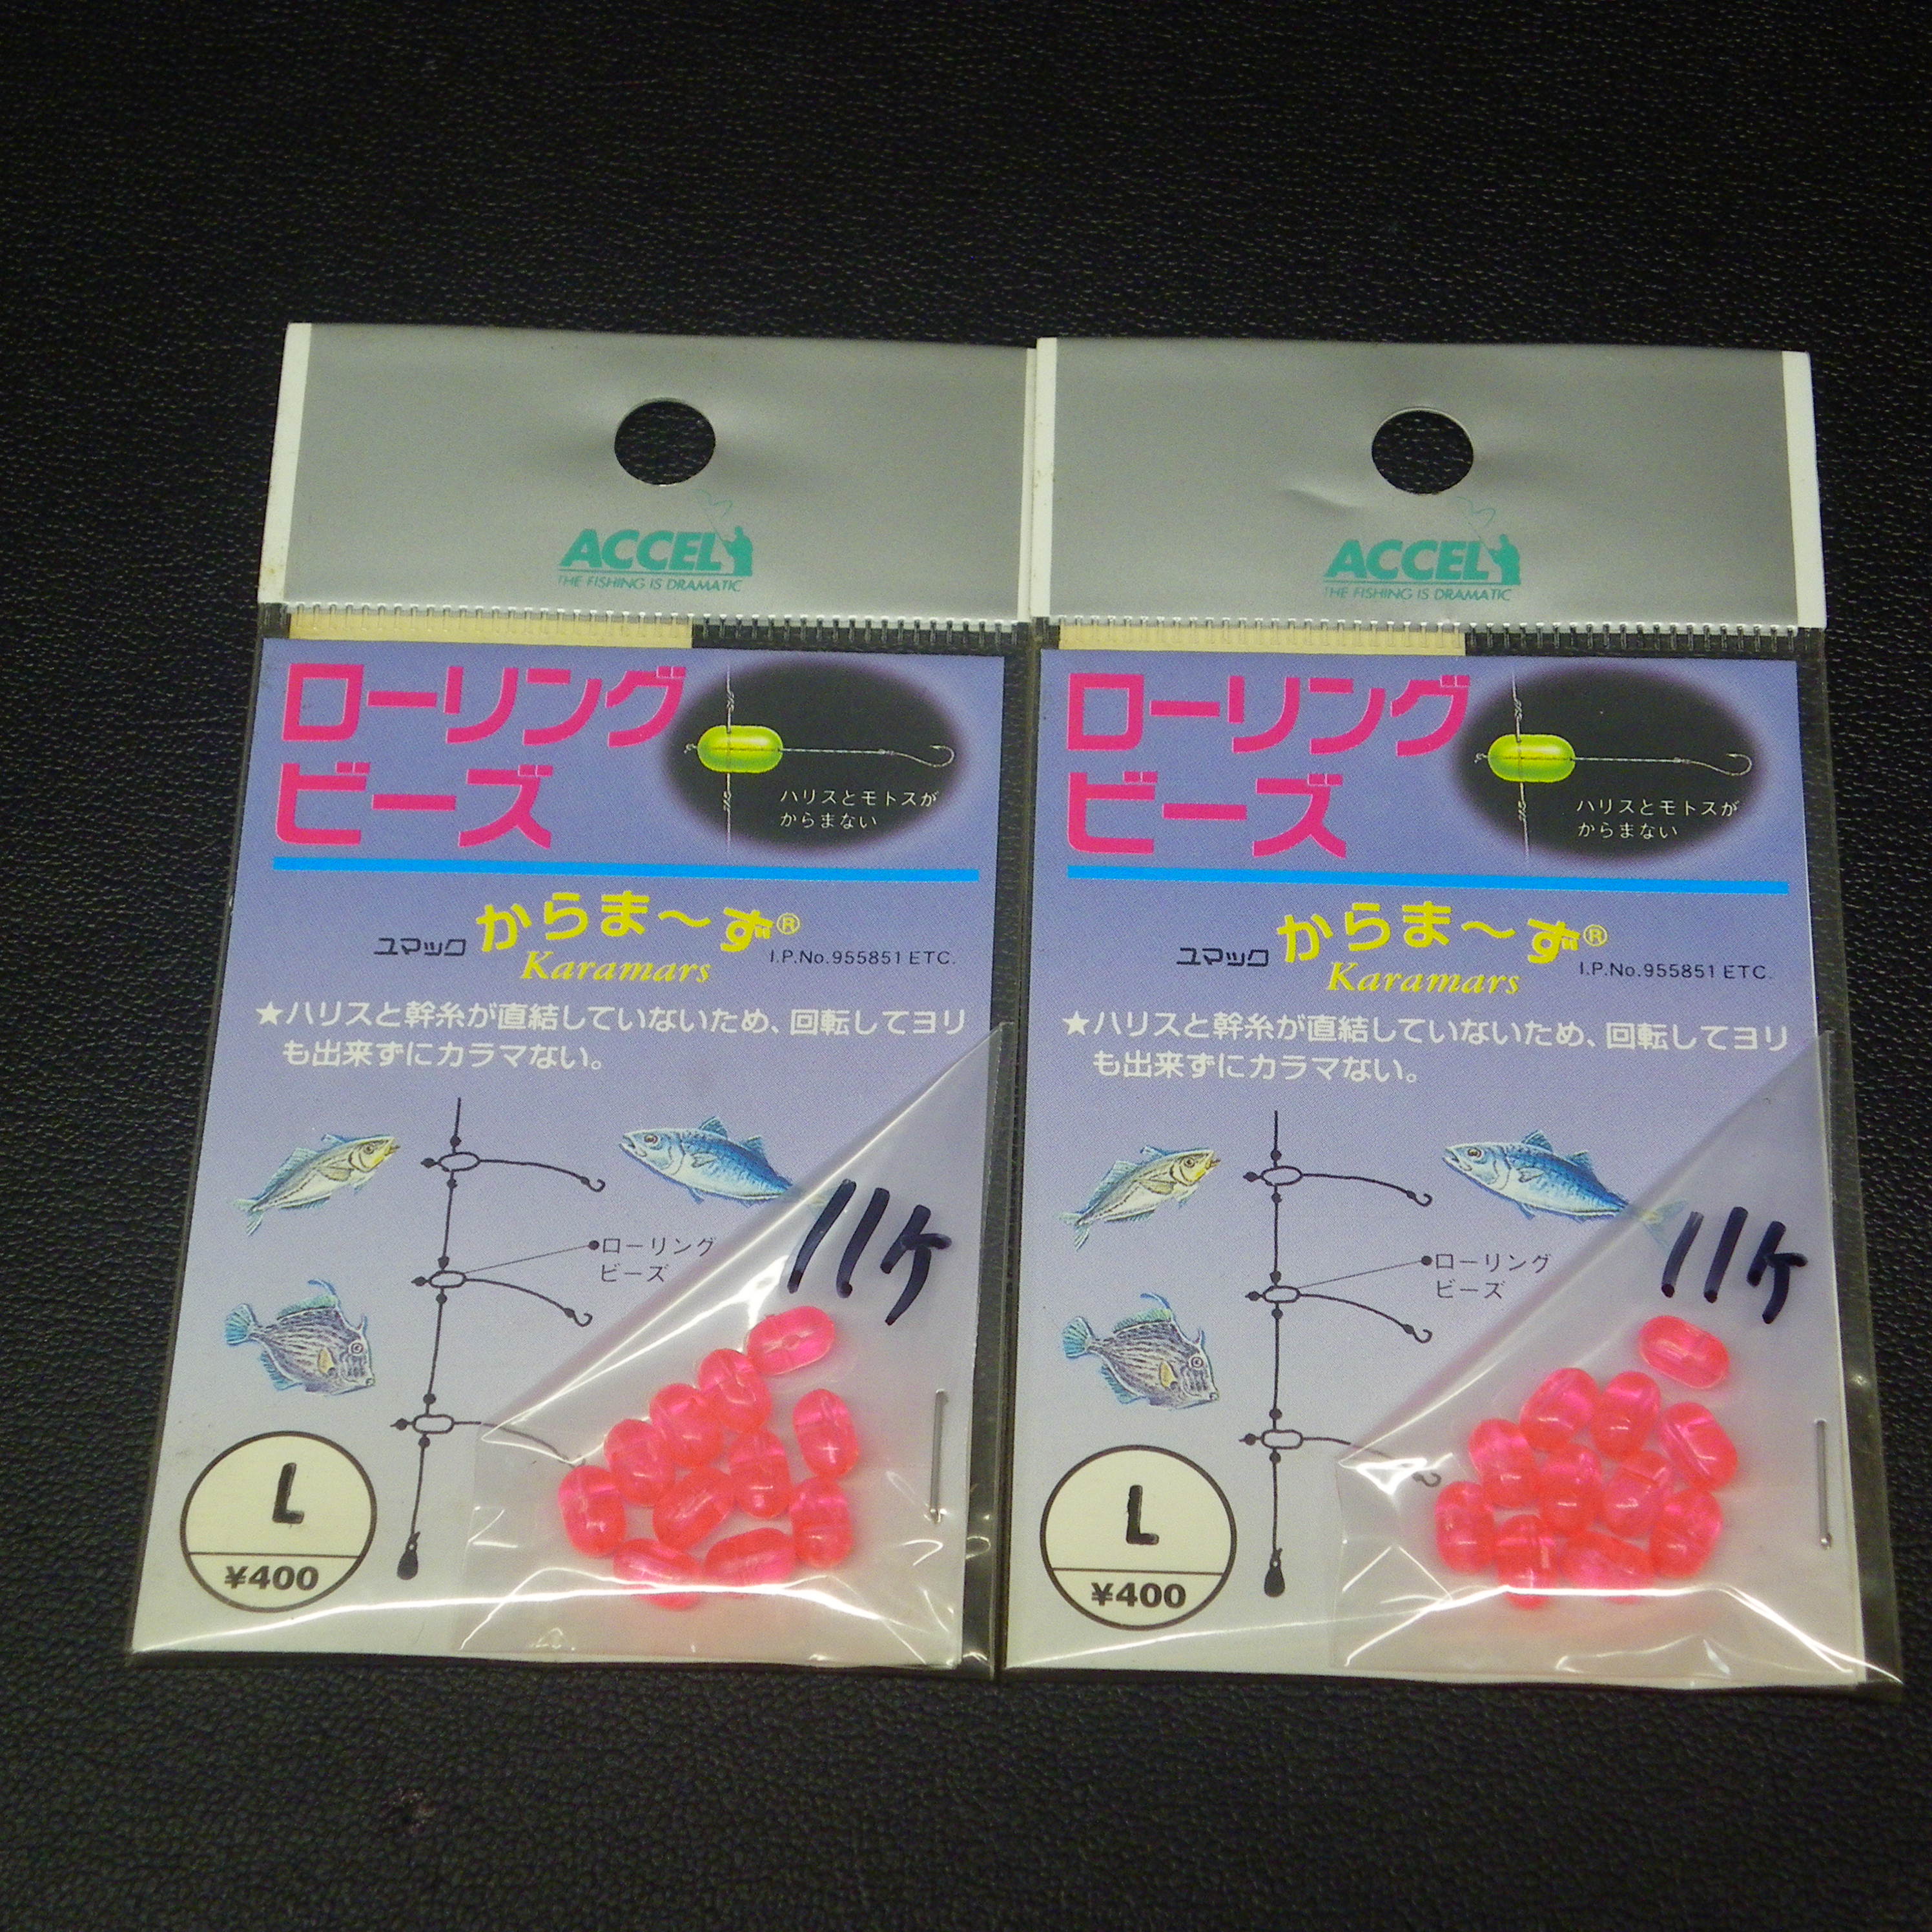 ACCEL
THE FISHING IS DRAMATIC
ローリング
ビーズ
ハリスとモトスが
からまない
ユマック からま〜ず®
Karamars
I.P.No.955851 ETC.
★ハリスと幹糸が直結していないため、回転してヨリ
も出来ずにカラマない。
11ケ
ローリング
ビーズ
L
¥400
ACCEL
THE FISHING IS DRAMATIC
ローリング
ビーズ
ハリスとモトスが
からまない
ユマック からま〜ず®
Karamars
I.P.No.955851 ETC.
★ハリスと幹糸が直結していないため、回転してヨリ
も出来ずにカラマない。
11ケ
ローリング
ビーズ
L
¥400